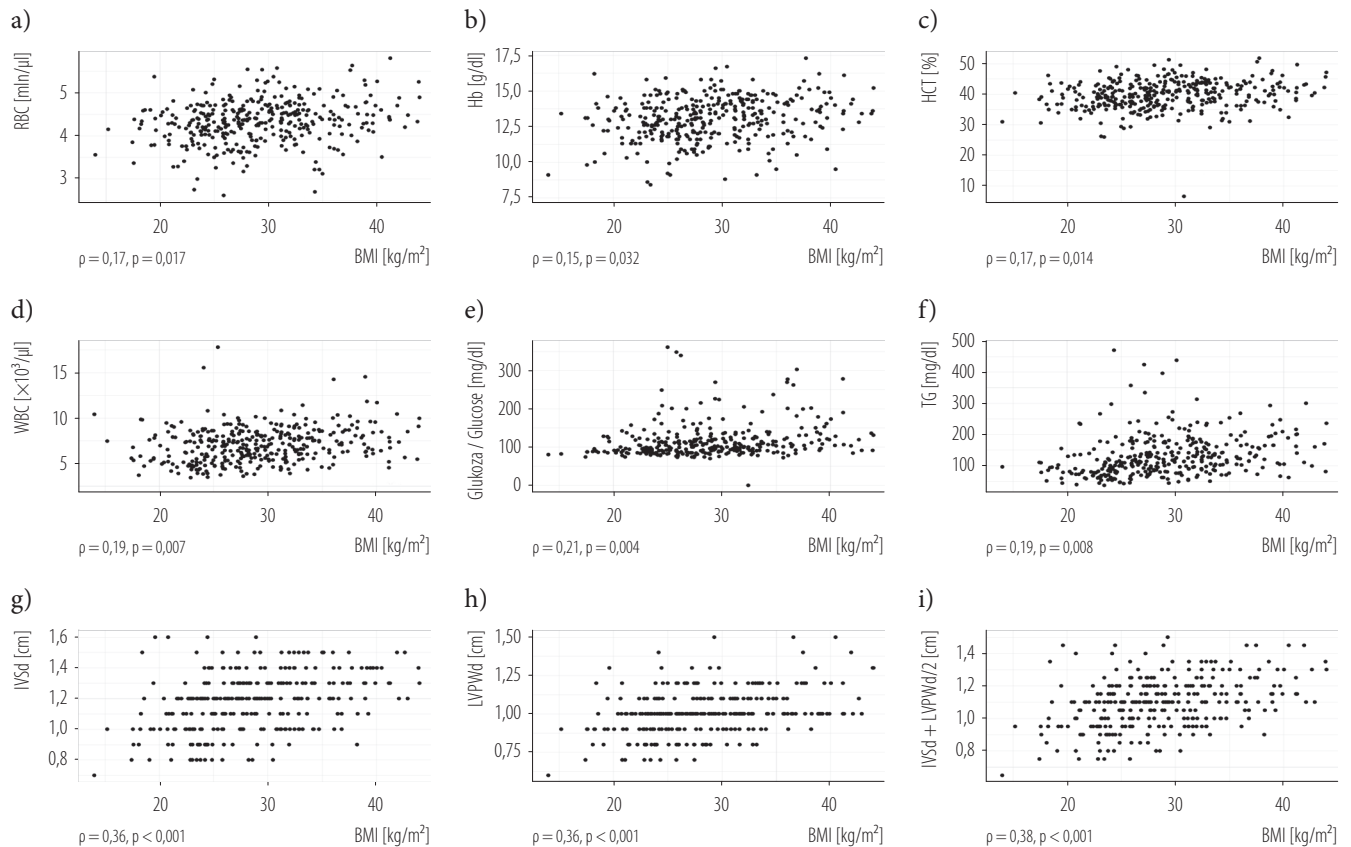 a)
RBC [mln/µl]
5
4
3
20 30 40
ρ = 0,17, p = 0,017 BMI [kg/m²]
b)
Hb [g/dl]
17,5
15,0
12,5
10,0
7,5
20 30 40
ρ = 0,15, p = 0,032 BMI [kg/m²]
c)
HCT [%]
50
40
30
20
10
20 30 40
ρ = 0,17, p = 0,014 BMI [kg/m²]
d)
WBC [×10³/µl]
15
10
5
20 30 40
ρ = 0,19, p = 0,007 BMI [kg/m²]
e)
Glukoza / Glucose [mg/dl]
300
200
100
0
20 30 40
ρ = 0,21, p = 0,004 BMI [kg/m²]
f)
TG [mg/dl]
500
400
300
200
100
20 30 40
ρ = 0,19, p = 0,008 BMI [kg/m²]
g)
IVSd [cm]
1,6
1,4
1,2
1,0
0,8
20 30 40
ρ = 0,36, p < 0,001 BMI [kg/m²]
h)
LVPWd [cm]
1,50
1,25
1,00
0,75
20 30 40
ρ = 0,36, p < 0,001 BMI [kg/m²]
i)
IVSd + LVPWd/2 [cm]
1,4
1,2
1,0
0,8
20 30 40
ρ = 0,38, p < 0,001 BMI [kg/m²]